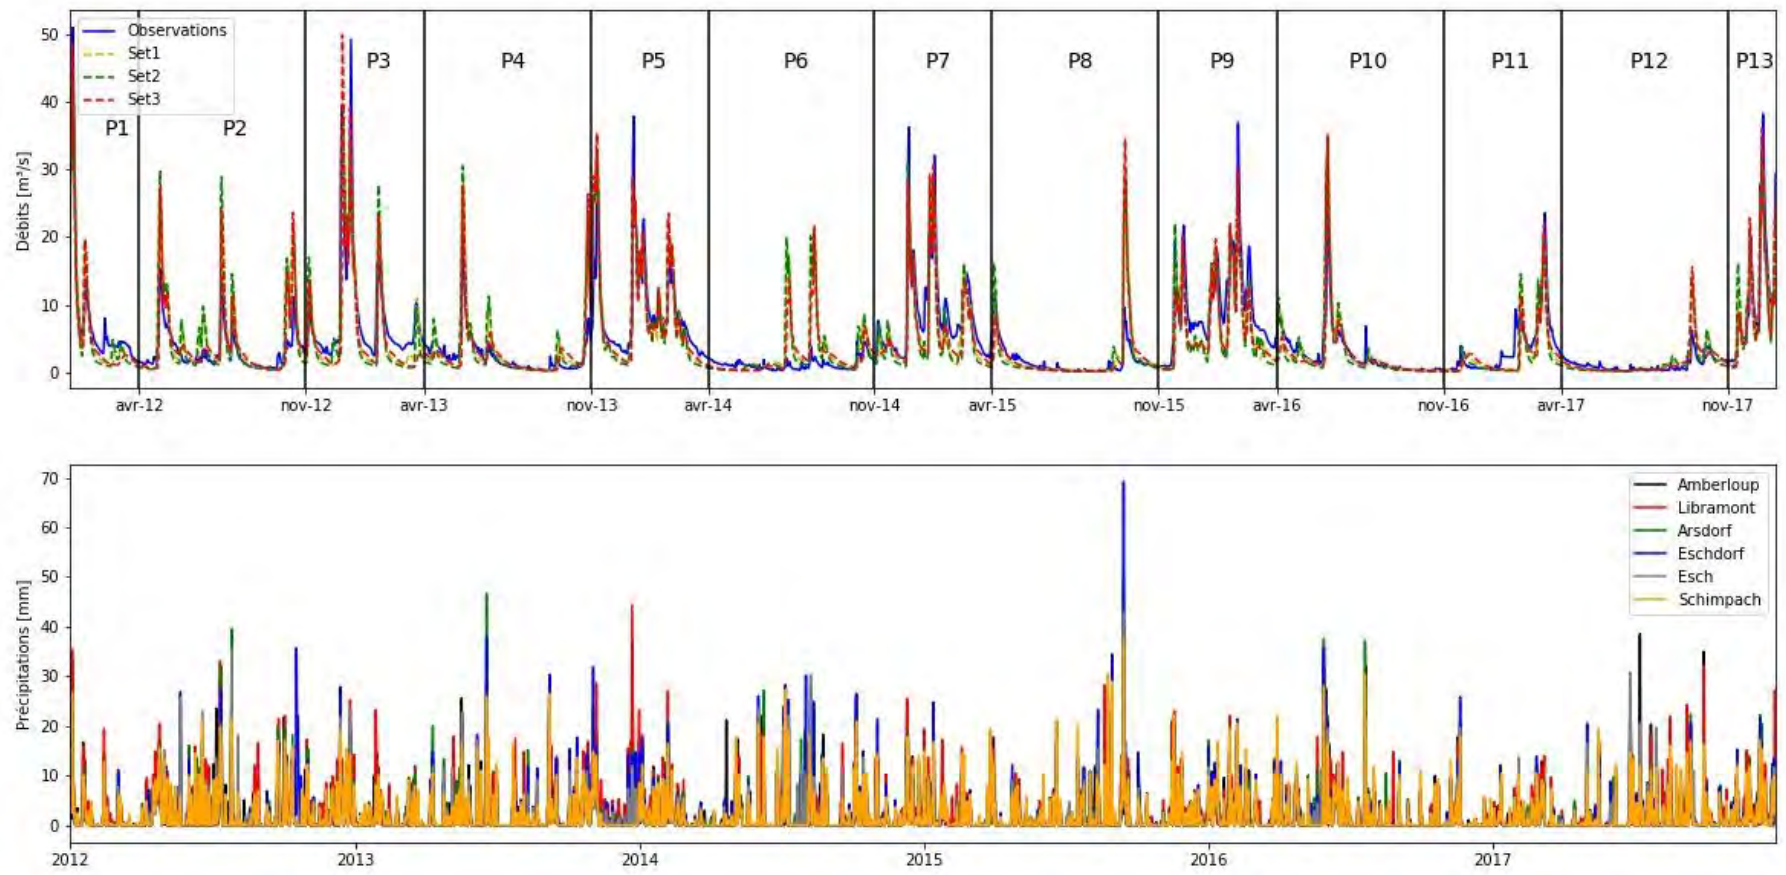 Observations
Set1
Set2
Set3
P1
P2
P3
P4
P5
P6
P7
P8
P9
P10
P11
P12
P13
Débits [m³/s]
50
40
30
20
10
0
avr-12
nov-12
avr-13
nov-13
avr-14
nov-14
avr-15
nov-15
avr-16
nov-16
avr-17
nov-17
Précipitations [mm]
70
60
50
40
30
20
10
0
Amberloup
Libramont
Arsdorf
Eschdorf
Esch
Schimpach
2012
2013
2014
2015
2016
2017